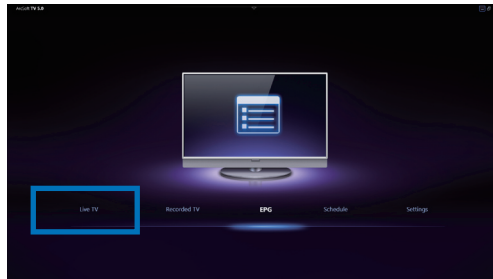 ArcSoft TV 5.0
Live TV
Recorded TV
EPG
Schedule
Settings